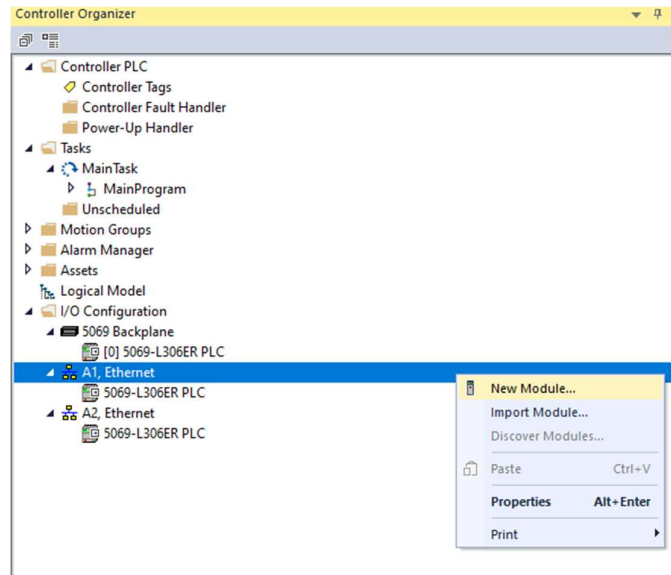 Controller Organizer
Controller PLC
Controller Tags
Controller Fault Handler
Power-Up Handler
Tasks
MainTask
MainProgram
Unscheduled
Motion Groups
Alarm Manager
Assets
Logical Model
I/O Configuration
5069 Backplane
[0] 5069-L306ER PLC
A1, Ethernet
5069-L306ER PLC
A2, Ethernet
5069-L306ER PLC
New Module...
Import Module...
Discover Modules...
Paste Ctrl+V
Properties Alt+Enter
Print